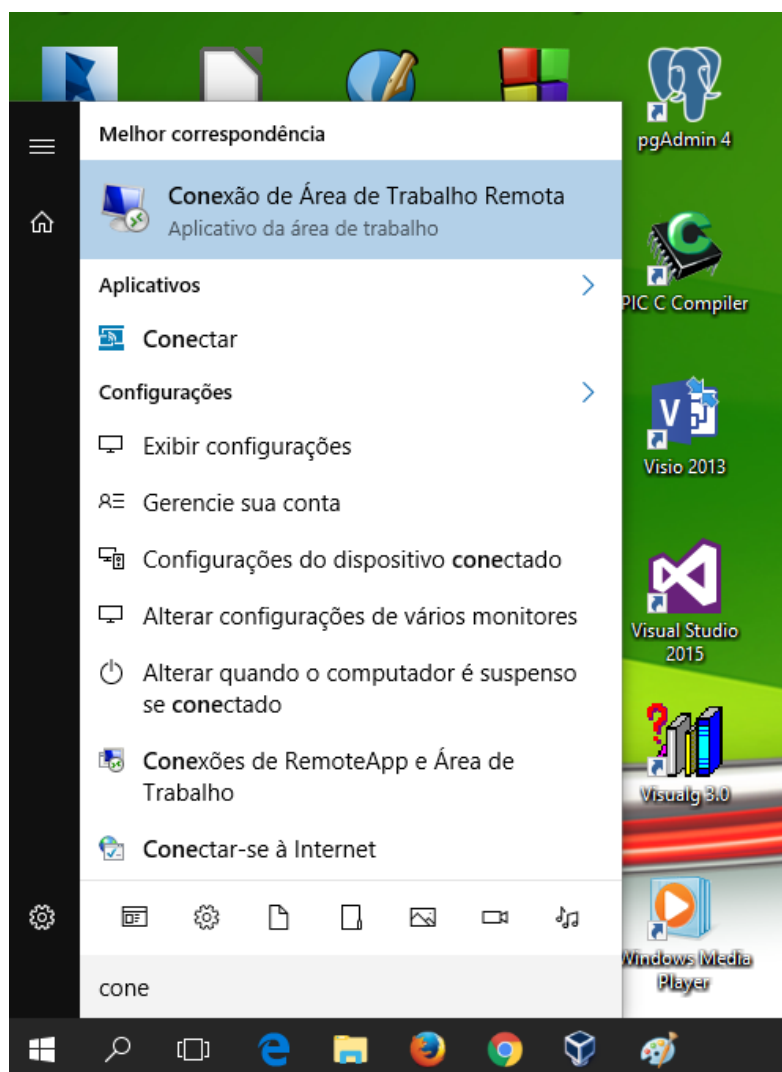 Melhor correspondência
Conexão de Área de Trabalho Remota
Aplicativo da área de trabalho
Aplicativos
Conectar
Configurações
Exibir configurações
Gerencie sua conta
Configurações do dispositivo conectado
Alterar configurações de vários monitores
Alterar quando o computador é suspenso
se conectado
Conexões de RemoteApp e Área de
Trabalho
Conectar-se à Internet
cone
pgAdmin 4
PIC C Compiler
Visio 2013
Visual Studio
2015
Visualg 3.0
Windows Media
Player